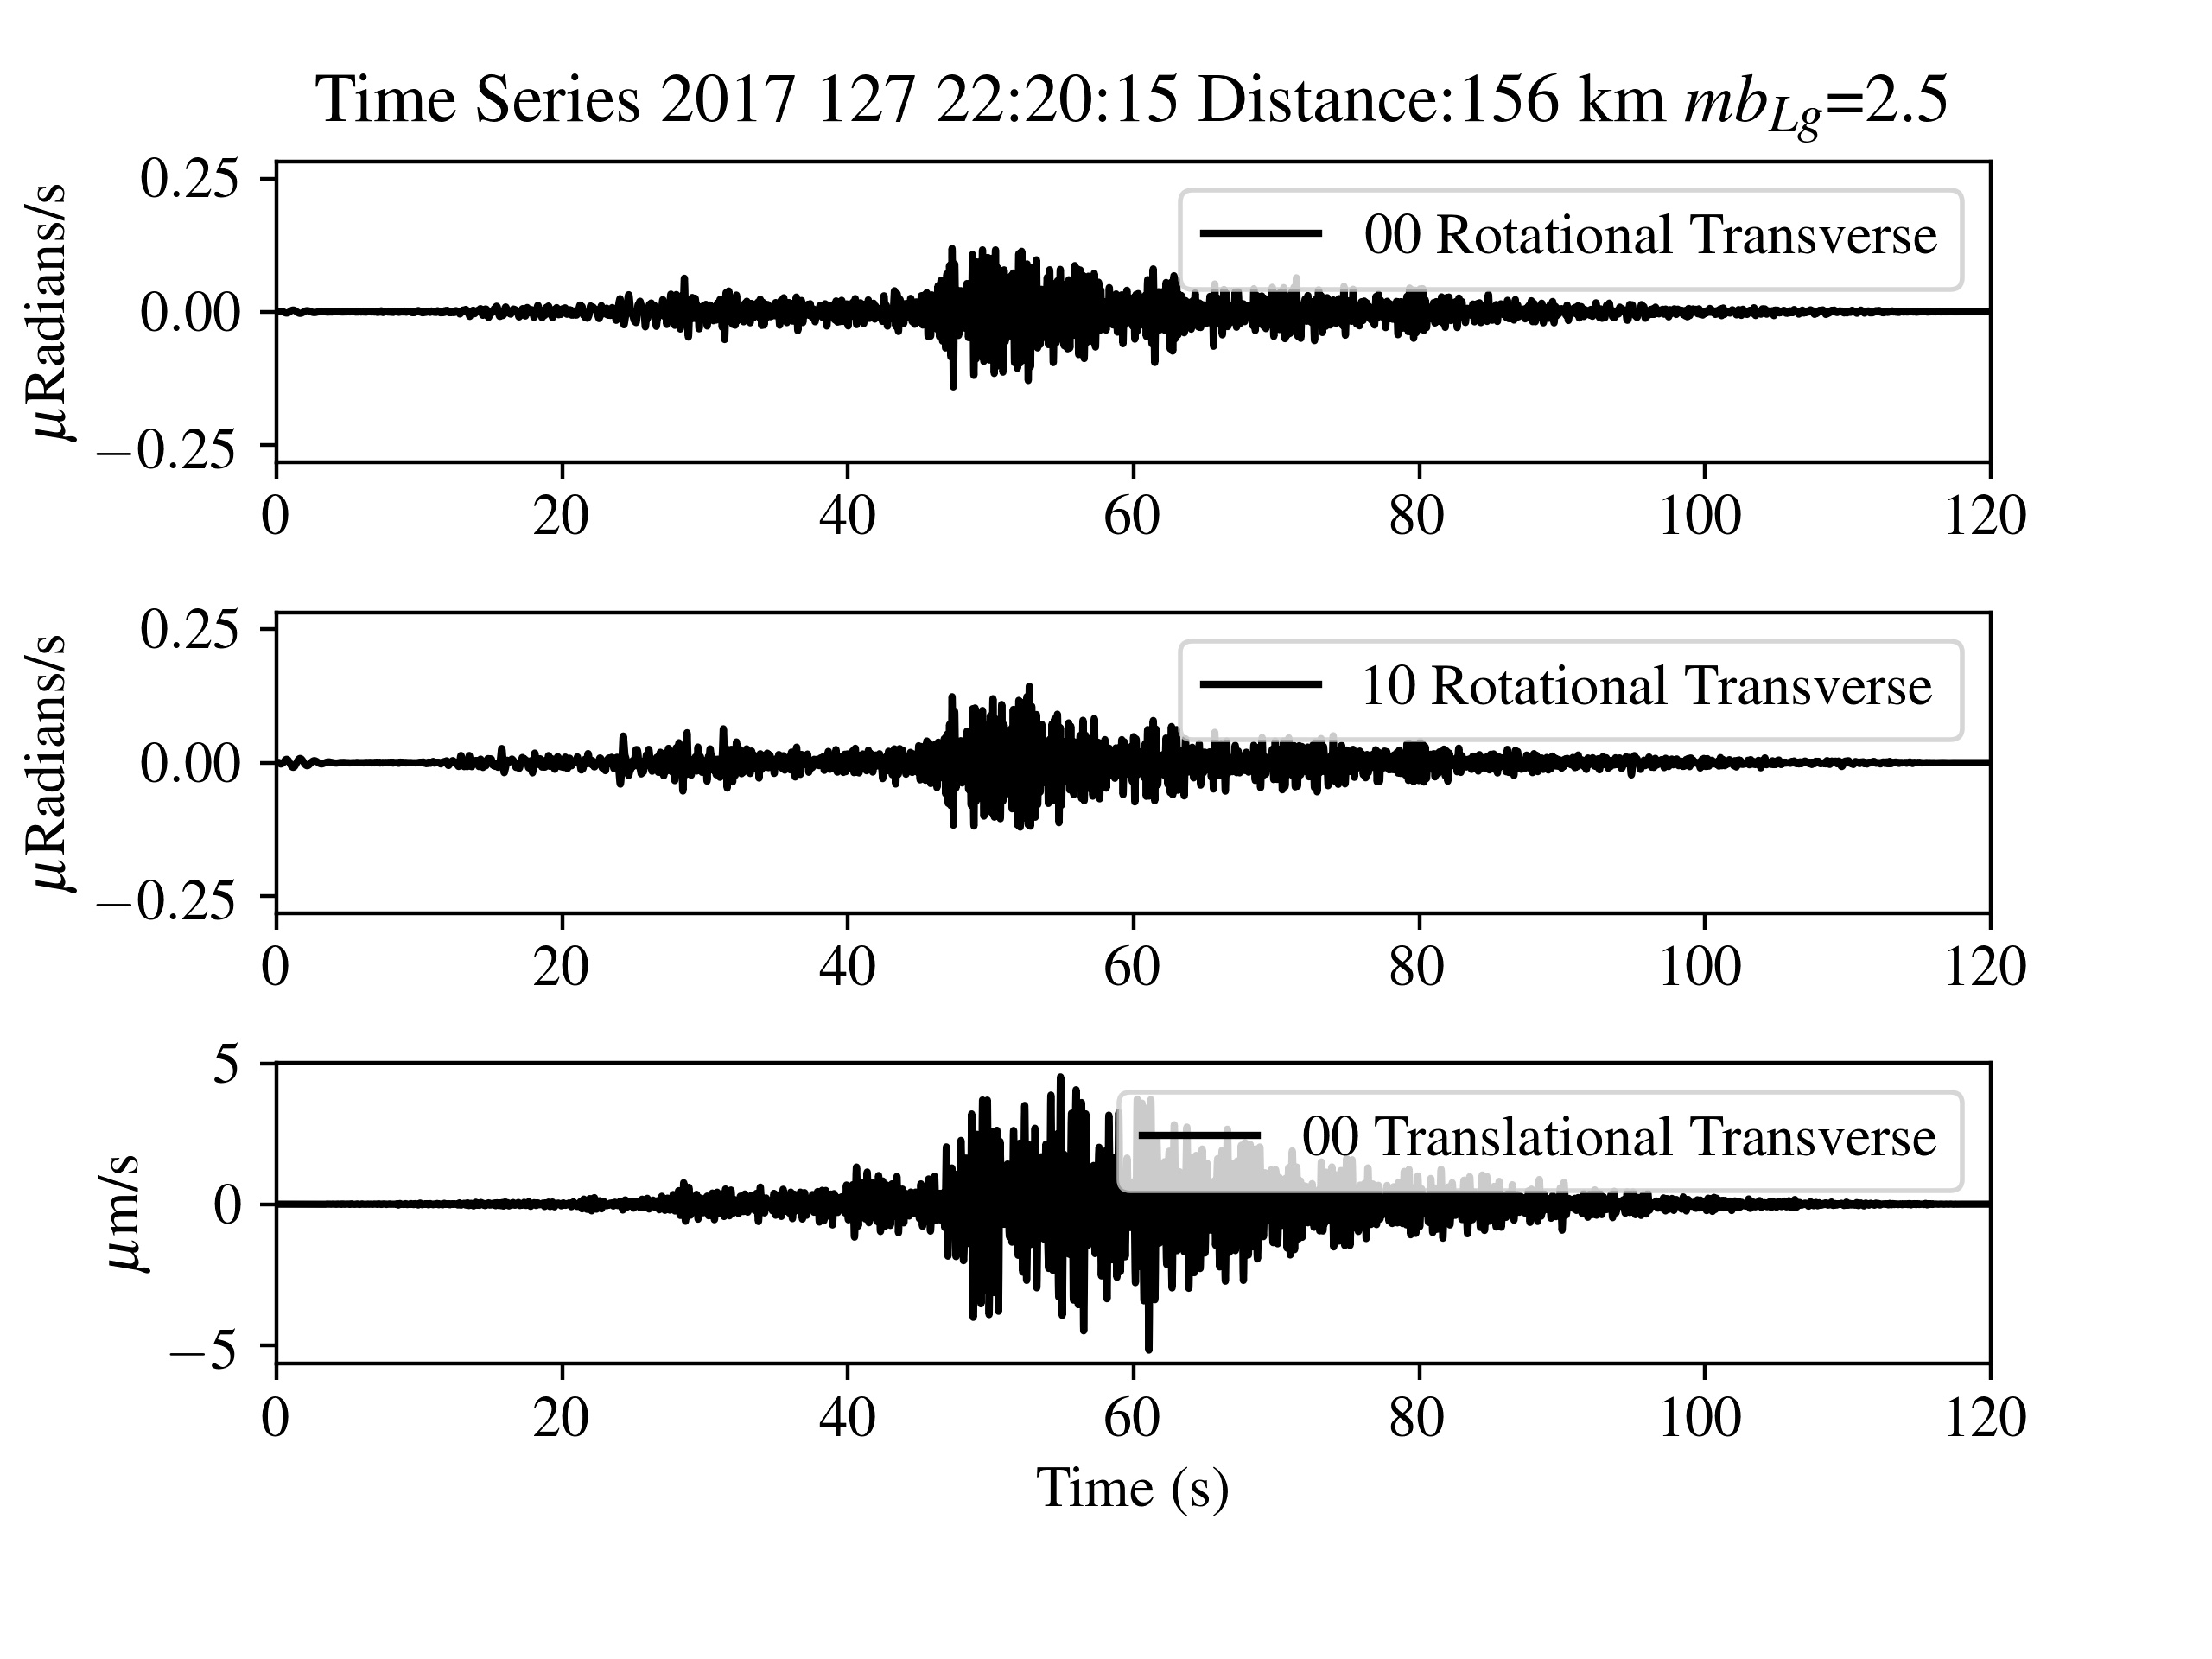 Time Series 2017 127 22:20:15 Distance:156 km mb_Lg=2.5
μRadians/s
0.25
0.00
−0.25
00 Rotational Transverse
0 20 40 60 80 100 120
μRadians/s
0.25
0.00
−0.25
10 Rotational Transverse
0 20 40 60 80 100 120
μm/s
5
0
−5
00 Translational Transverse
0 20 40 60 80 100 120
Time (s)